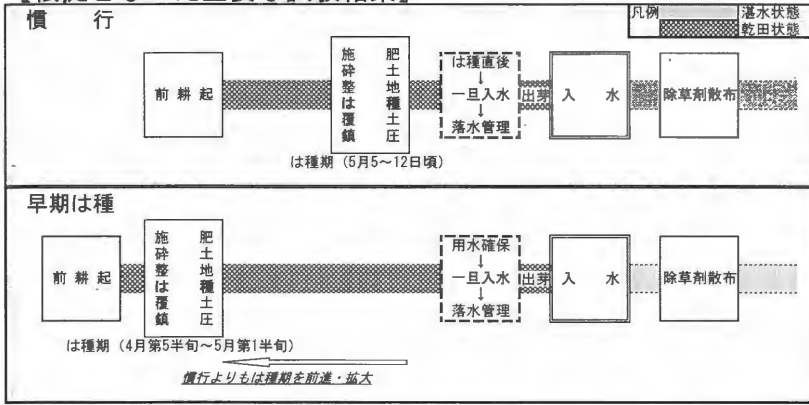 慣行
凡例
湛水状態
乾田状態
前耕起
施肥
砕土
整地
は種
覆土
鎮圧
は種直後
↓
一旦入水
↓
落水管理
出芽
入水
除草剤散布
は種期（5月5～12日頃）
早期は種
前耕起
施肥
砕土
整地
は種
覆土
鎮圧
用水確保
↓
一旦入水
↓
落水管理
出芽
入水
除草剤散布
は種期（4月第5半旬～5月第1半旬）
慣行よりもは種期を前進・拡大